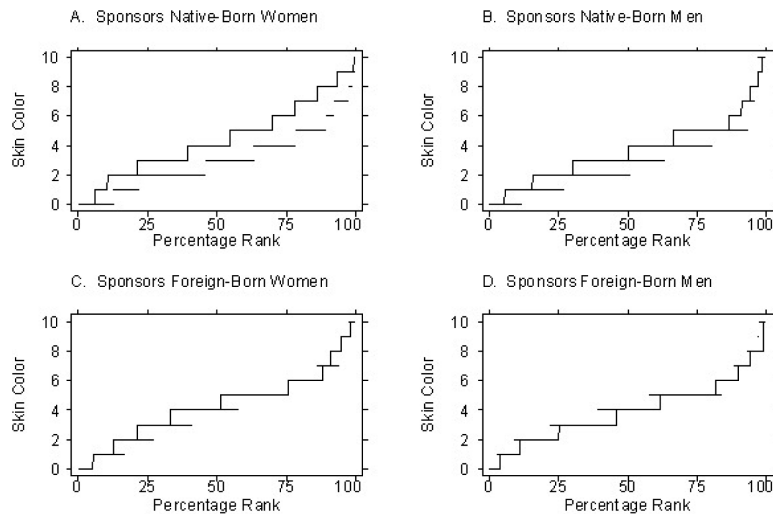 A. Sponsors Native-Born Women
B. Sponsors Native-Born Men
Skin Color
10
8
6
4
2
0
0 25 50 75 100
Percentage Rank
Skin Color
10
8
6
4
2
0
0 25 50 75 100
Percentage Rank
C. Sponsors Foreign-Born Women
D. Sponsors Foreign-Born Men
Skin Color
10
8
6
4
2
0
0 25 50 75 100
Percentage Rank
Skin Color
10
8
6
4
2
0
0 25 50 75 100
Percentage Rank